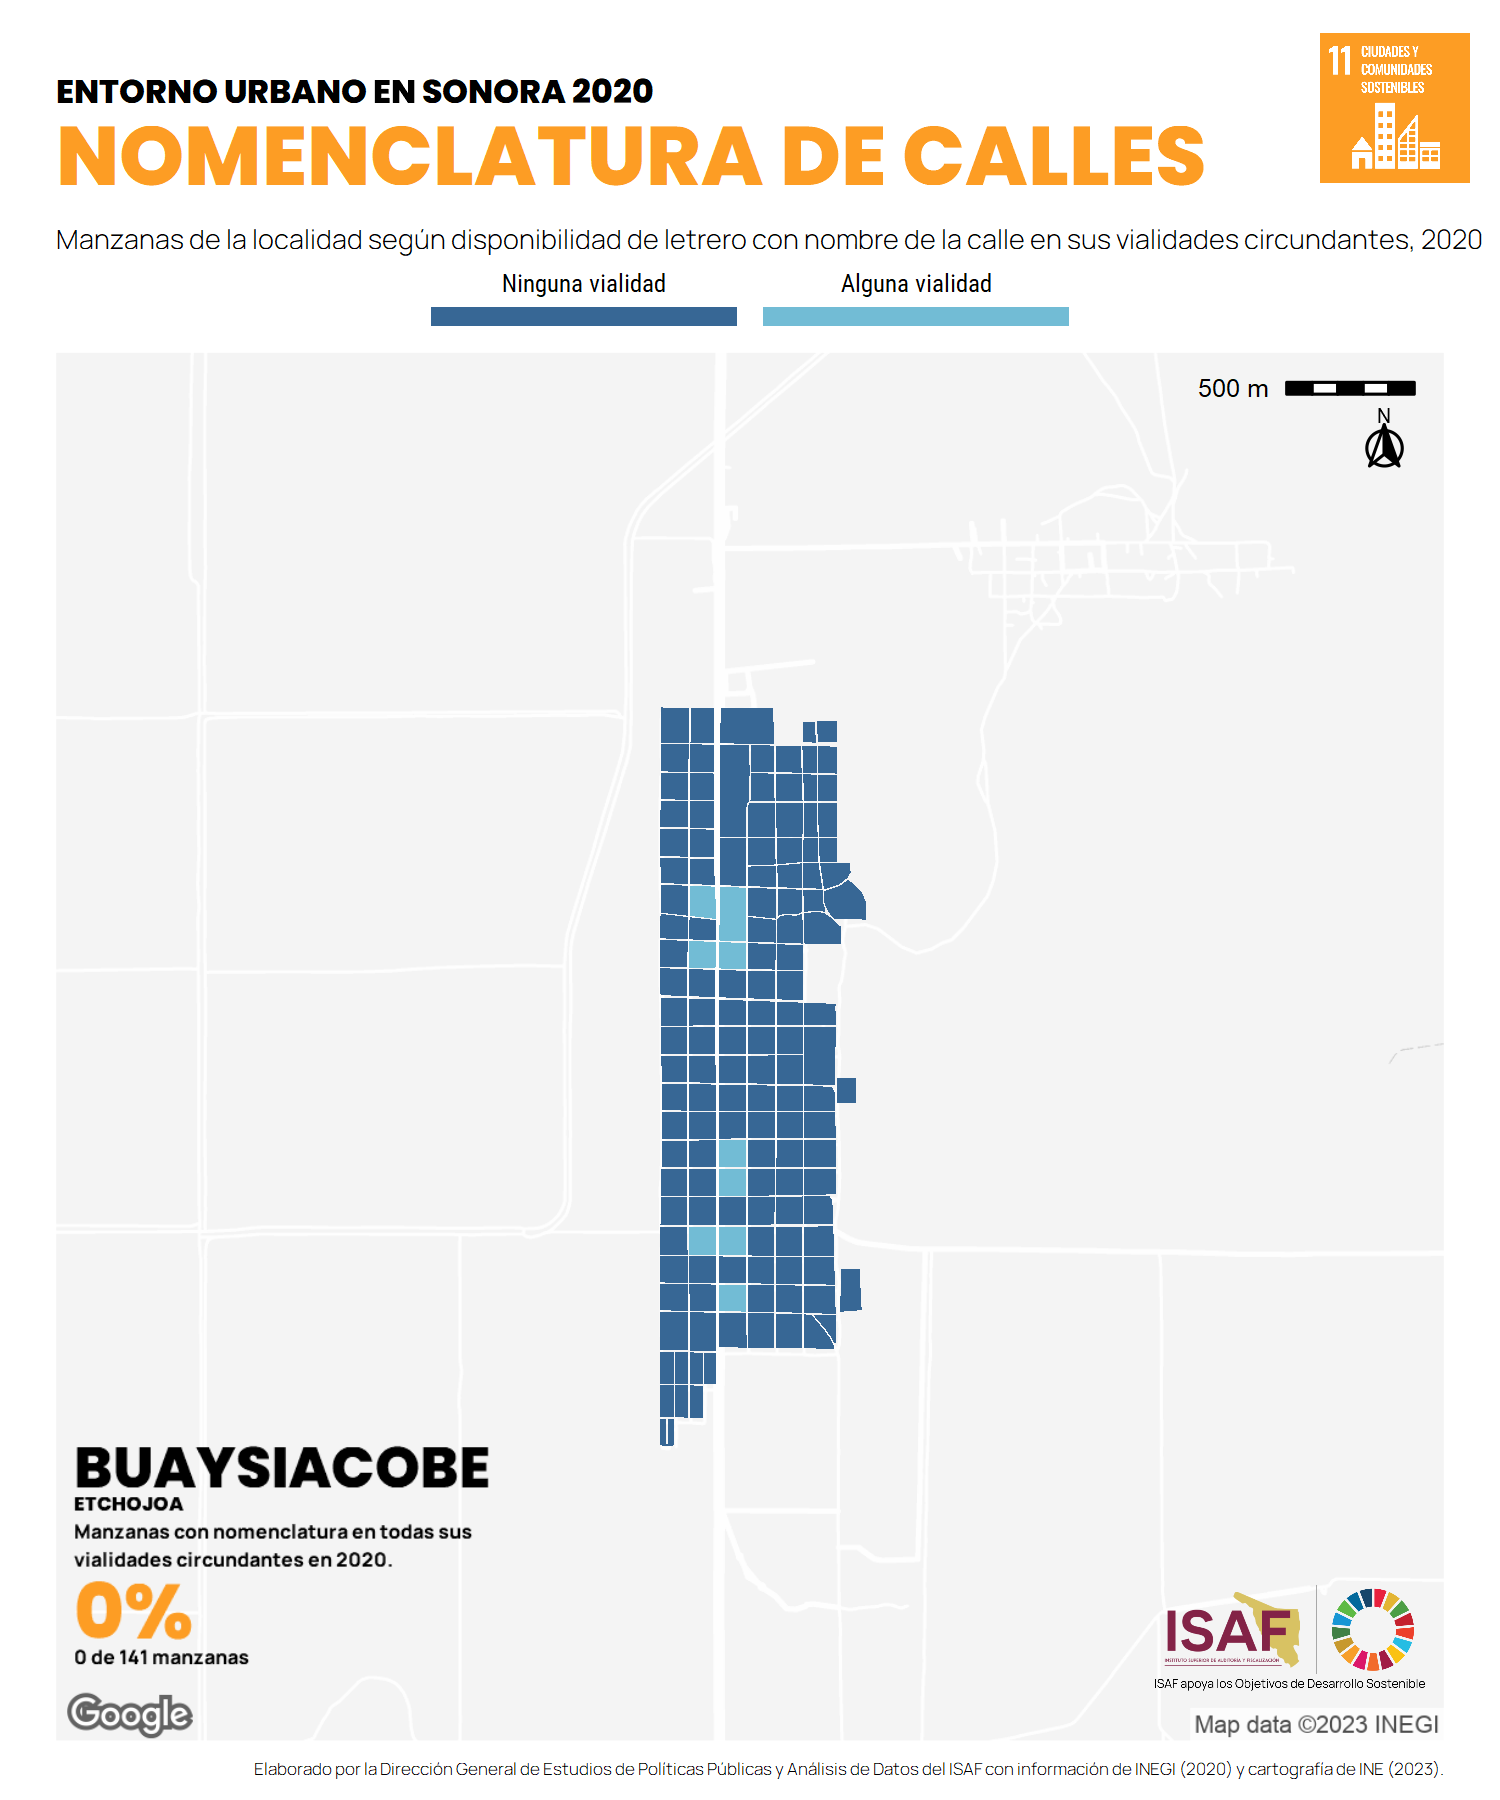 ENTORNO URBANO EN SONORA 2020
NOMENCLATURA DE CALLES
11 CIUDADES Y
COMUNIDADES
SOSTENIBLES
Manzanas de la localidad según disponibilidad de letrero con nombre de la calle en sus vialidades circundantes, 2020
Ninguna vialidad Alguna vialidad
500 m
N
BUAYSIACOBE
ETCHOJOA
Manzanas con nomenclatura en todas sus
vialidades circundantes en 2020.
0%
0 de 141 manzanas
Google
ISAF
INSTITUTO SUPERIOR DE AUDITORÍA Y FISCALIZACIÓN
ISAF apoya los Objetivos de Desarrollo Sostenible
Map data ©2023 INEGI
Elaborado por la Dirección General de Estudios de Políticas Públicas y Análisis de Datos del ISAF con información de INEGI (2020) y cartografía de INE (2023).